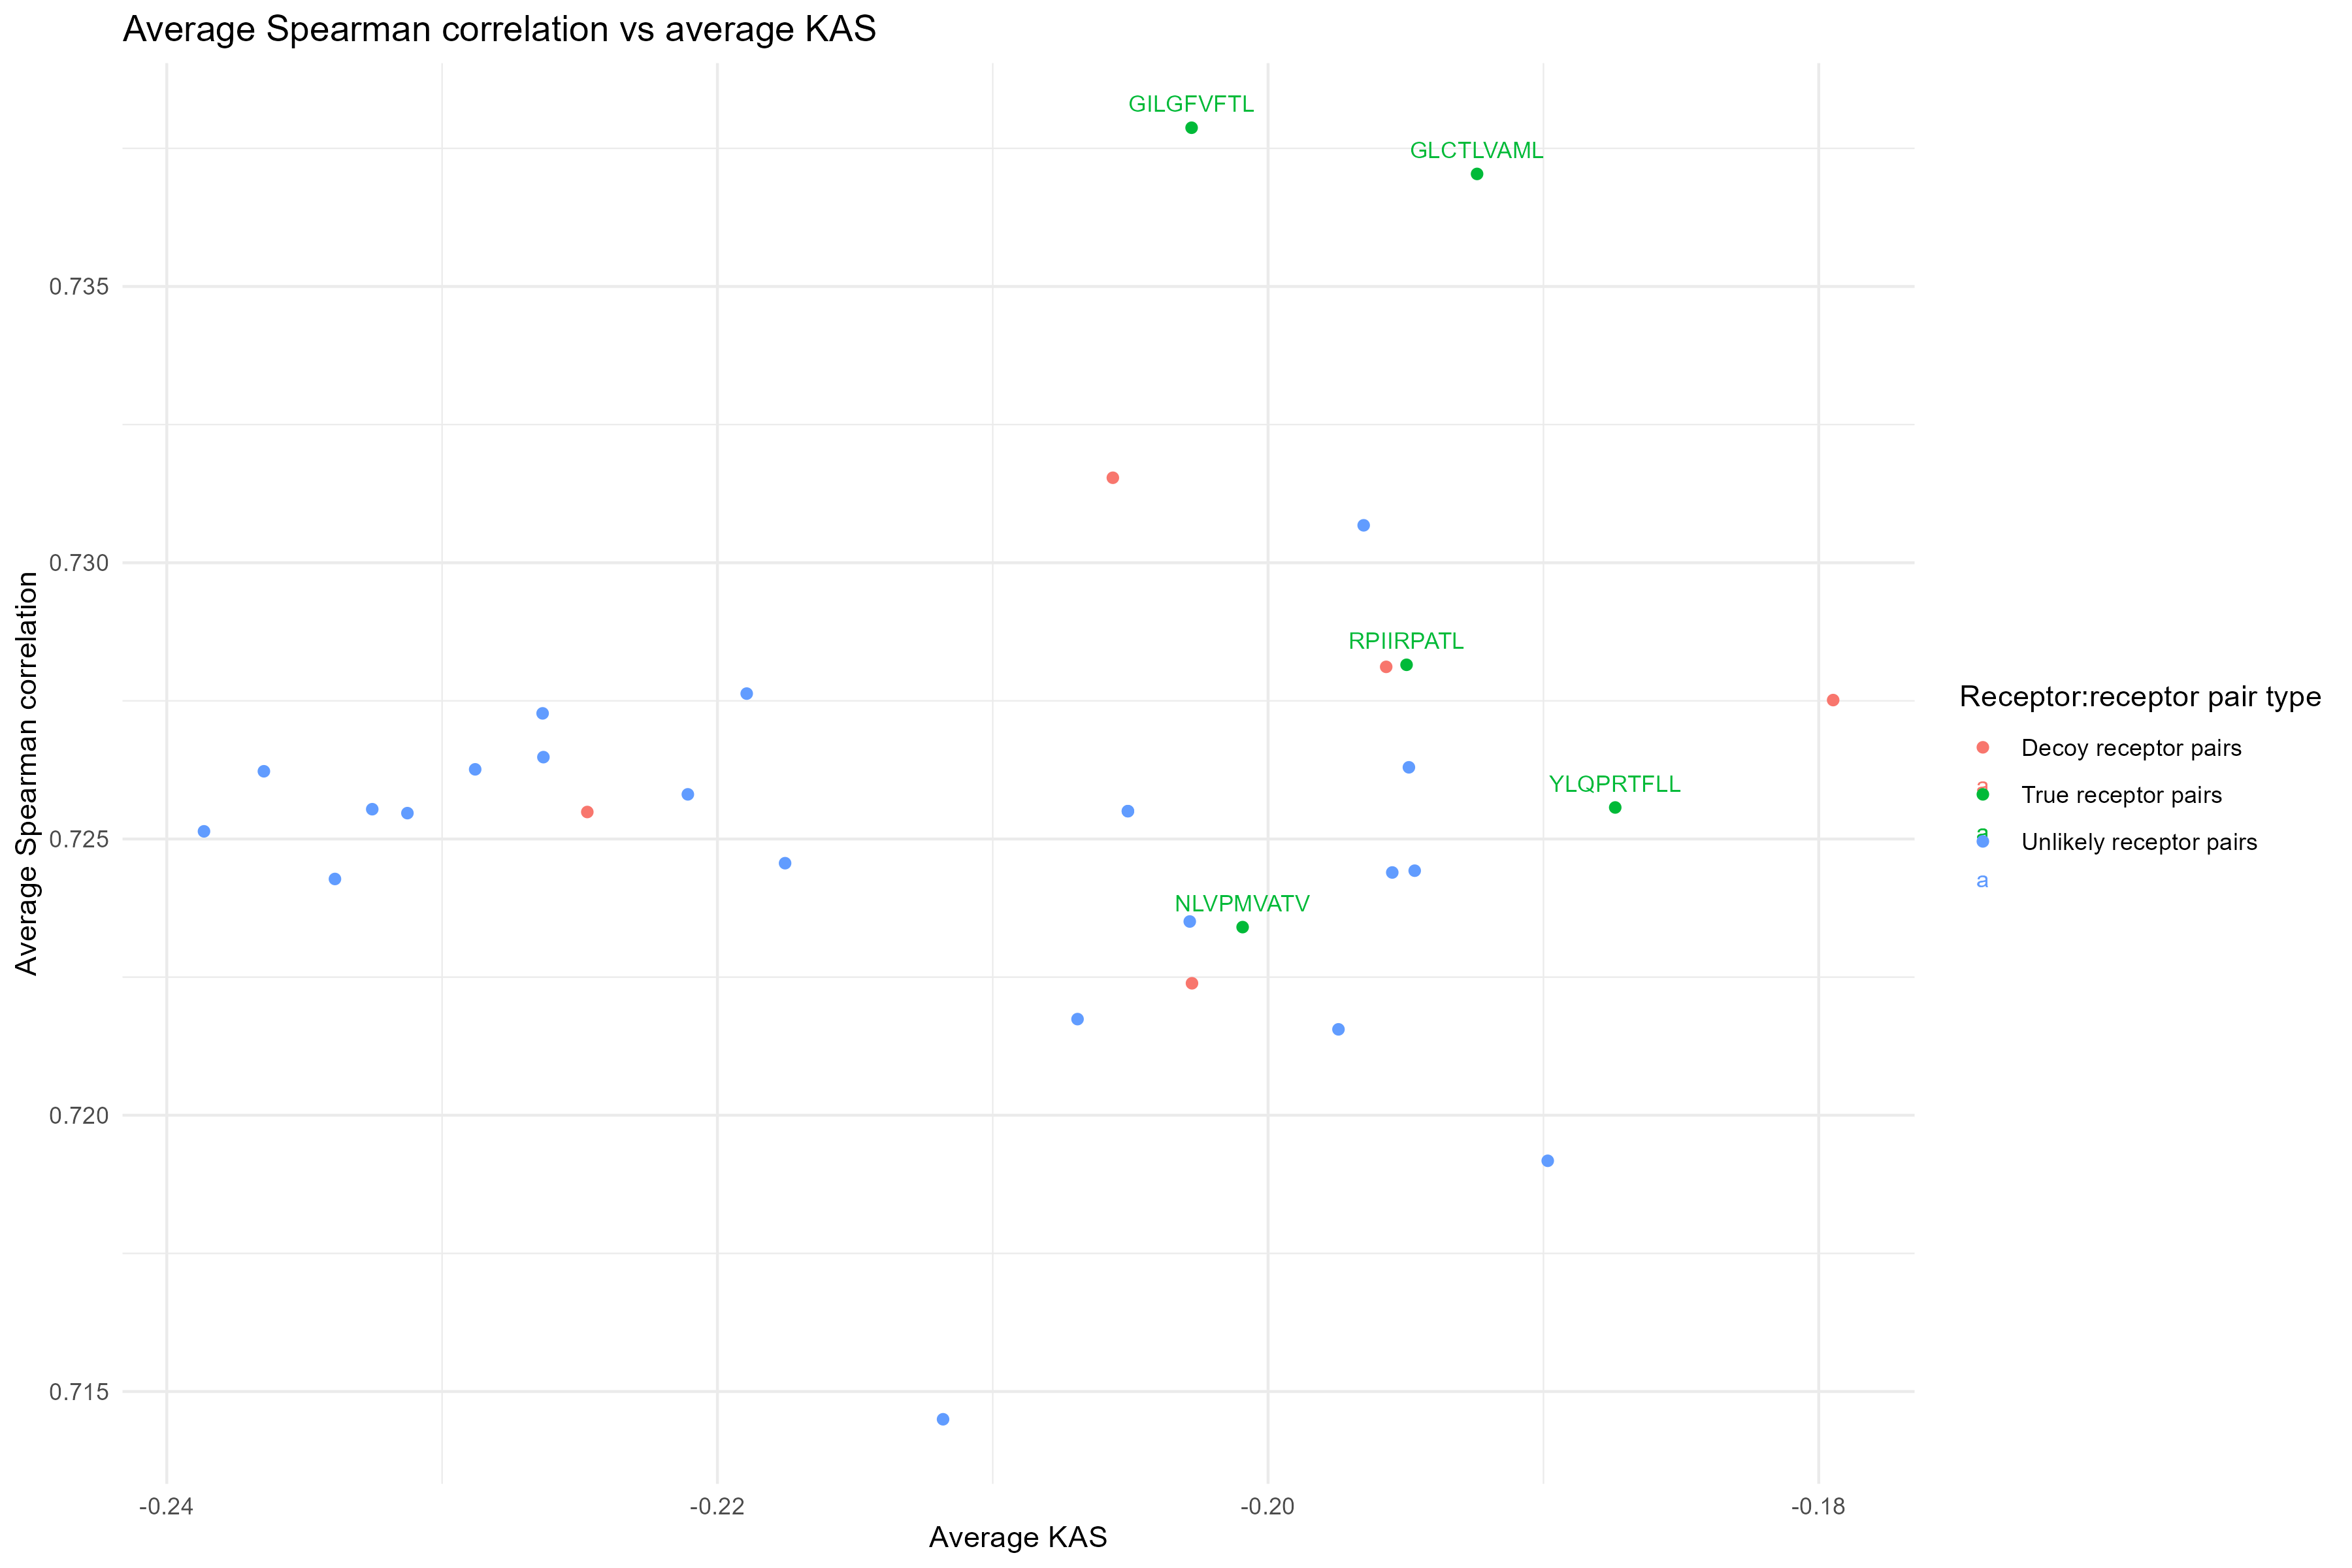 Average Spearman correlation vs average KAS
GILGFVFTL
GLCTLVAML
0.735
0.730
RPIIRPATL
YLQPRTFLL
0.725
NLVPMVATV
0.720
0.715
Average Spearman correlation
-0.24
-0.22
-0.20
-0.18
Average KAS
Receptor:receptor pair type
Decoy receptor pairs
a
True receptor pairs
a
Unlikely receptor pairs
a